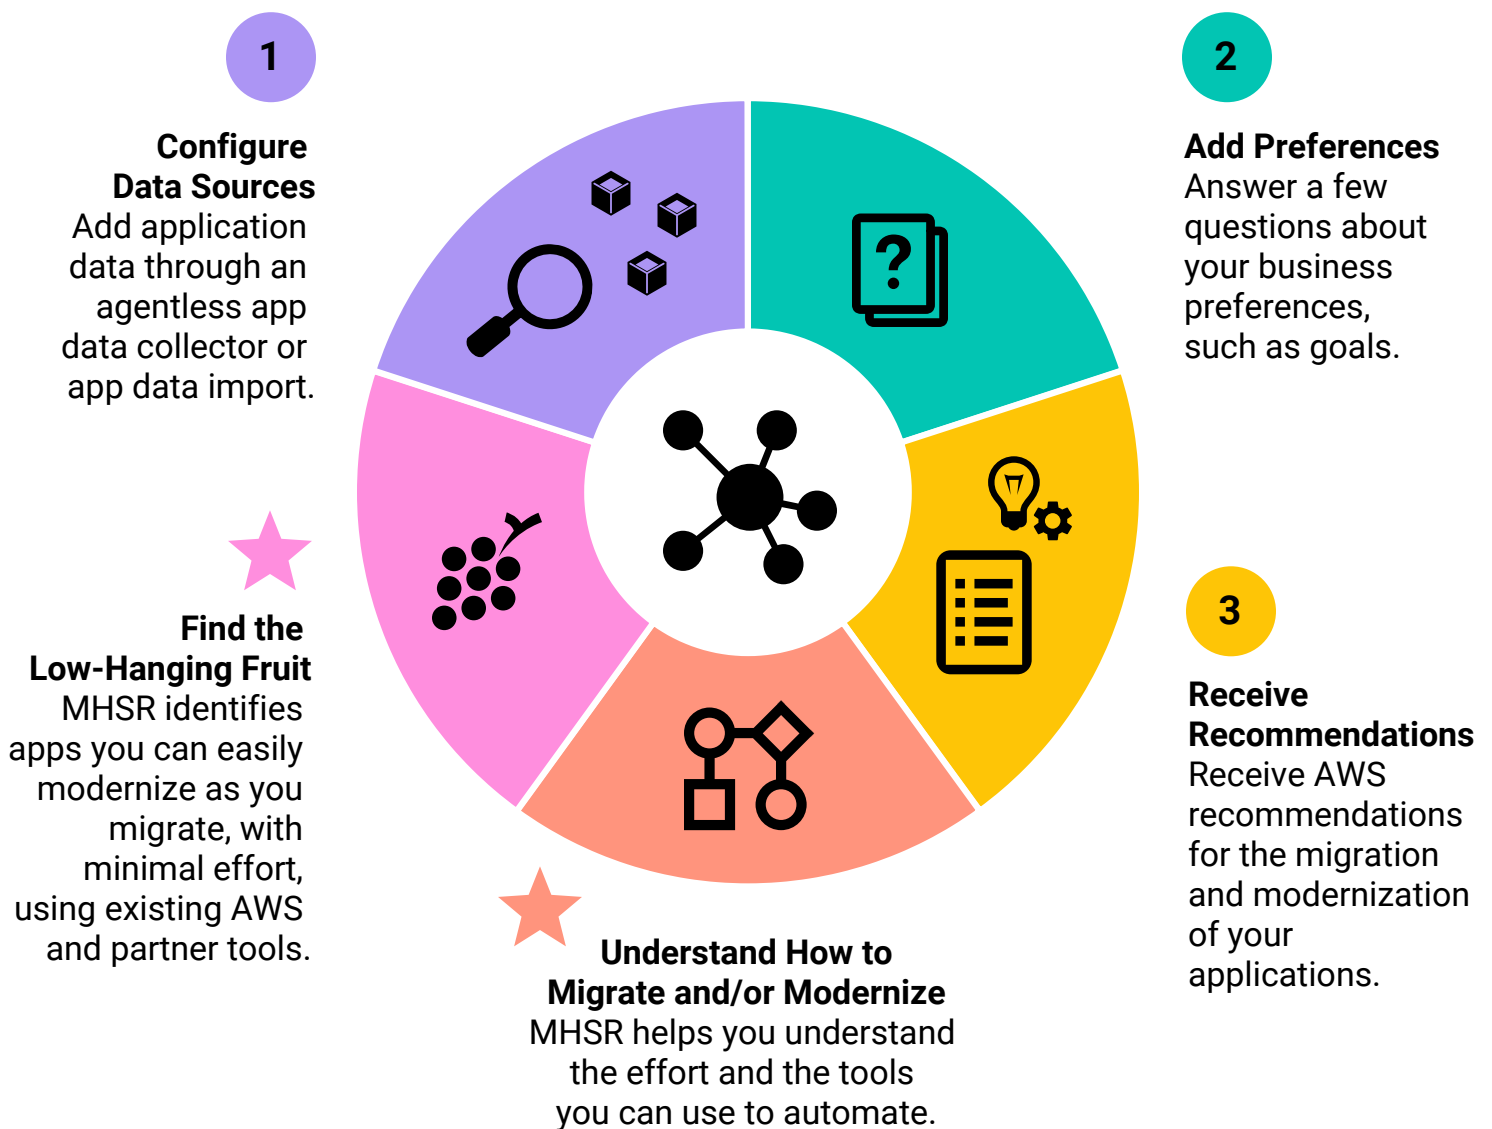 1
Configure
Data Sources
Add application
data through an
agentless app
data collector or
app data import.
2
Add Preferences
Answer a few
questions about
your business
preferences,
such as goals.
?
3
Receive
Recommendations
Receive AWS
recommendations
for the migration
and modernization
of your
applications.
Understand How to
Migrate and/or Modernize
MHSR helps you understand
the effort and the tools
you can use to automate.
Find the
Low-Hanging Fruit
MHSR identifies
apps you can easily
modernize as you
migrate, with
minimal effort,
using existing AWS
and partner tools.